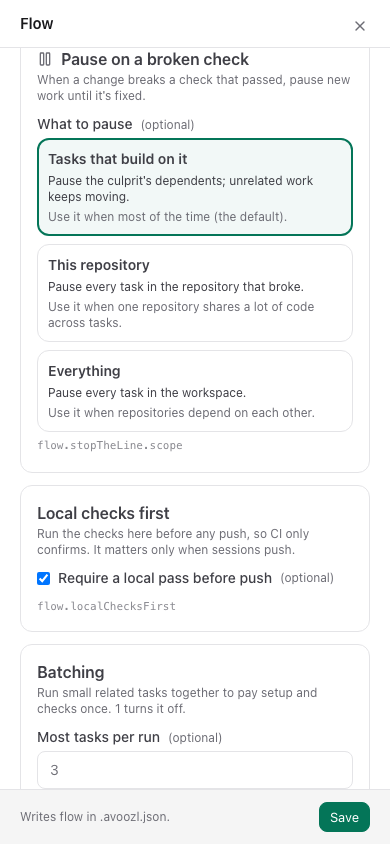 Flow
Pause on a broken check
When a change breaks a check that passed, pause new
work until it's fixed.
What to pause (optional)
Tasks that build on it
Pause the culprit's dependents; unrelated work
keeps moving.
Use it when most of the time (the default).
This repository
Pause every task in the repository that broke.
Use it when one repository shares a lot of code
across tasks.
Everything
Pause every task in the workspace.
Use it when repositories depend on each other.
flow.stopTheLine.scope
Local checks first
Run the checks here before any push, so CI only
confirms. It matters only when sessions push.
Require a local pass before push (optional)
flow.localChecksFirst
Batching
Run small related tasks together to pay setup and
checks once. 1 turns it off.
Most tasks per run (optional)
3
Writes flow in .avoozl.json.
Save